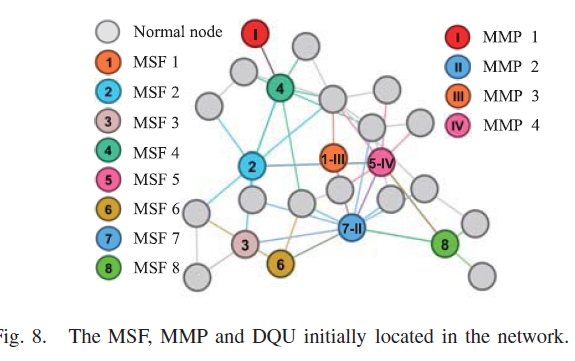 Normal node
1 MSF 1
2 MSF 2
3 MSF 3
4 MSF 4
5 MSF 5
6 MSF 6
7 MSF 7
8 MSF 8
I
4
2
1-III
5-IV
7-II
3
6
8
I MMP 1
II MMP 2
III MMP 3
IV MMP 4
Fig. 8. The MSF, MMP and DQU initially located in the network.